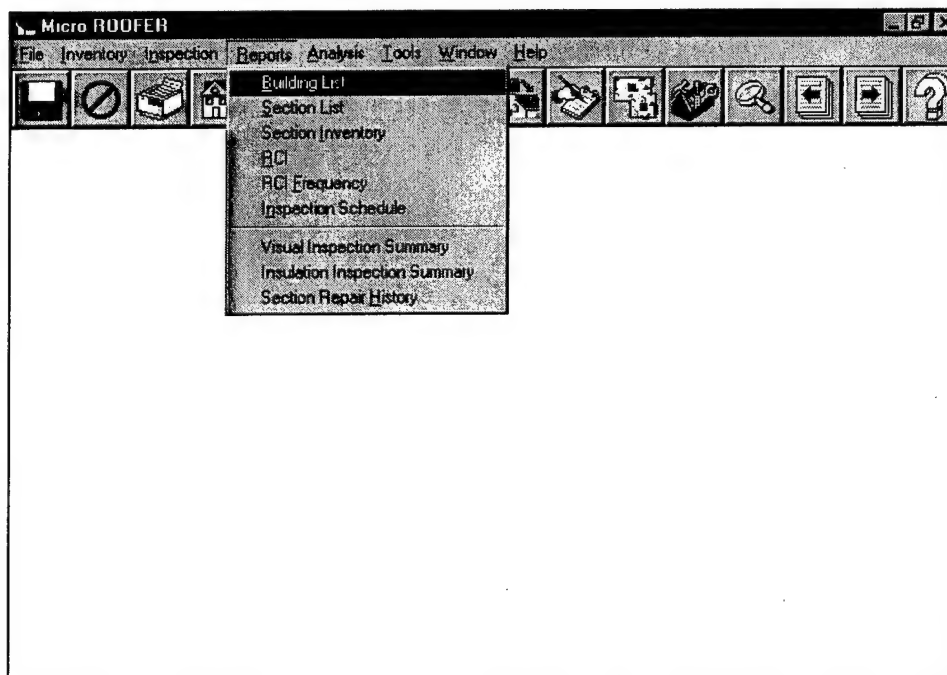 Micro ROOFER
File Inventory Inspection Reports Analysis Tools Window Help
Building List
Section List
Section Inventory
RCI
RCI Frequency
Inspection Schedule
Visual Inspection Summary
Insulation Inspection Summary
Section Repair History